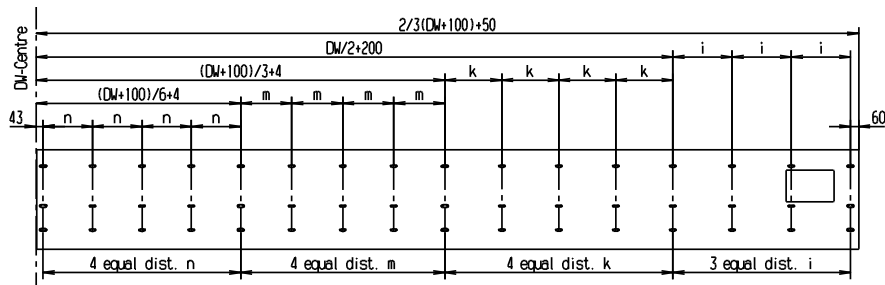 2/3(DW+100)+50
DW/2+200
i i i
(DW+100)/3+4
k k k k
(DW+100)/6+4
m m m m
43
n n n n
60
DW-Centre
4 equal dist. n
4 equal dist. m
4 equal dist. k
3 equal dist. i